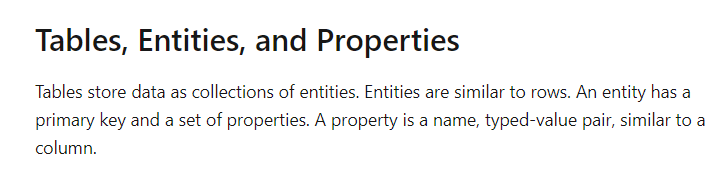 Tables, Entities, and Properties
Tables store data as collections of entities. Entities are similar to rows. An entity has a
primary key and a set of properties. A property is a name, typed-value pair, similar to a
column.